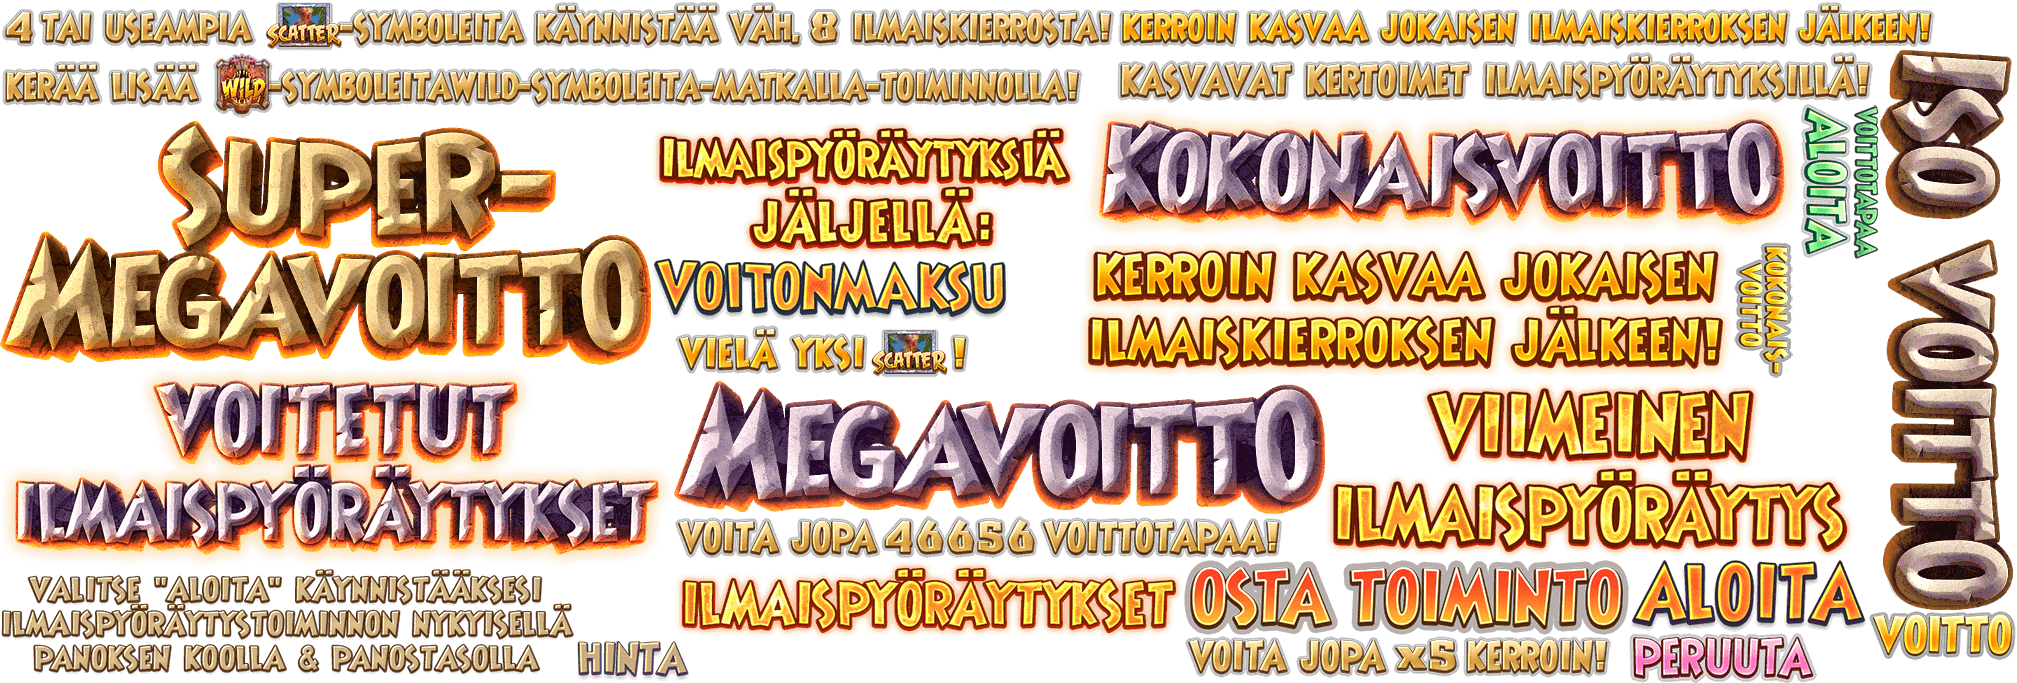 4 TAI USEAMPIA SCATTER-SYMBOLEITA KÄYNNISTÄÄ VÄH. 8 ILMAISKIERROSTA!
KERROIN KASVAA JOKAISEN ILMAISKIERROKSEN JÄLKEEN!
KERÄÄ LISÄÄ WILD-SYMBOLEITAWILD-SYMBOLEITA-MATKALLA-TOIMINNOLLA!
KASVAVAT KERTOIMET ILMAISPYÖRÄYTYKSILLÄ!
SUPER-
MEGAVOITTO
ILMAISPYÖRÄYTYKSIÄ
JÄLJELLÄ:
KOKONAISVOITTO
VOITTOTAPAA
ALOITA
ISO VOITTO
VOITONMAKSU
KERROIN KASVAA JOKAISEN
ILMAISKIERROKSEN JÄLKEEN!
KOKONAIS-
VOITTO
VIELÄ YKSI SCATTER !
VOITETUT
ILMAISPYÖRÄYTYKSET
MEGAVOITTO
VIIMEINEN
ILMAISPYÖRÄYTYS
VOITA JOPA 46656 VOITTOTAPAA!
VALITSE "ALOITA" KÄYNNISTÄÄKSESI
ILMAISPYÖRÄYTYSTOIMINNON NYKYISELLÄ
PANOKSEN KOOLLA & PANOSTASOLLA
HINTA
ILMAISPYÖRÄYTYKSET
OSTA TOIMINTO
ALOITA
VOITTO
VOITA JOPA X5 KERROIN!
PERUUTA